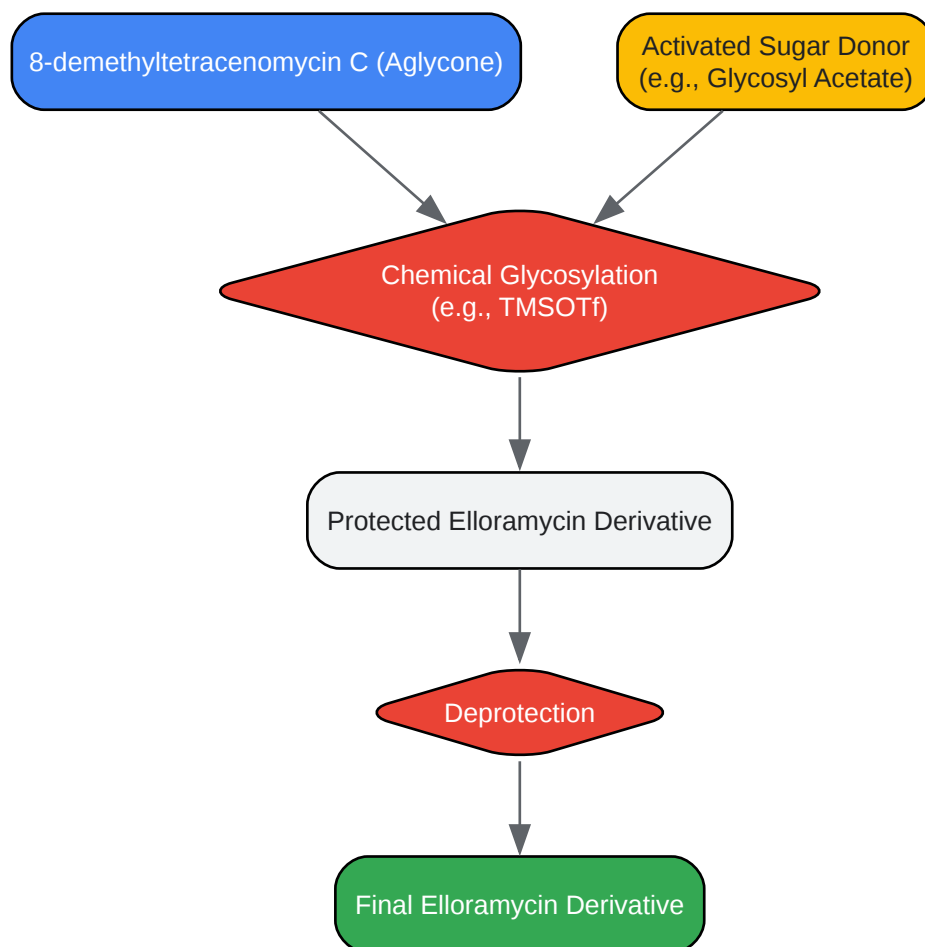 8-demethyltetracenomycin C (Aglycone)
Activated Sugar Donor
(e.g., Glycosyl Acetate)
Chemical Glycosylation
(e.g., TMSOTf)
Protected Elloramycin Derivative
Deprotection
Final Elloramycin Derivative